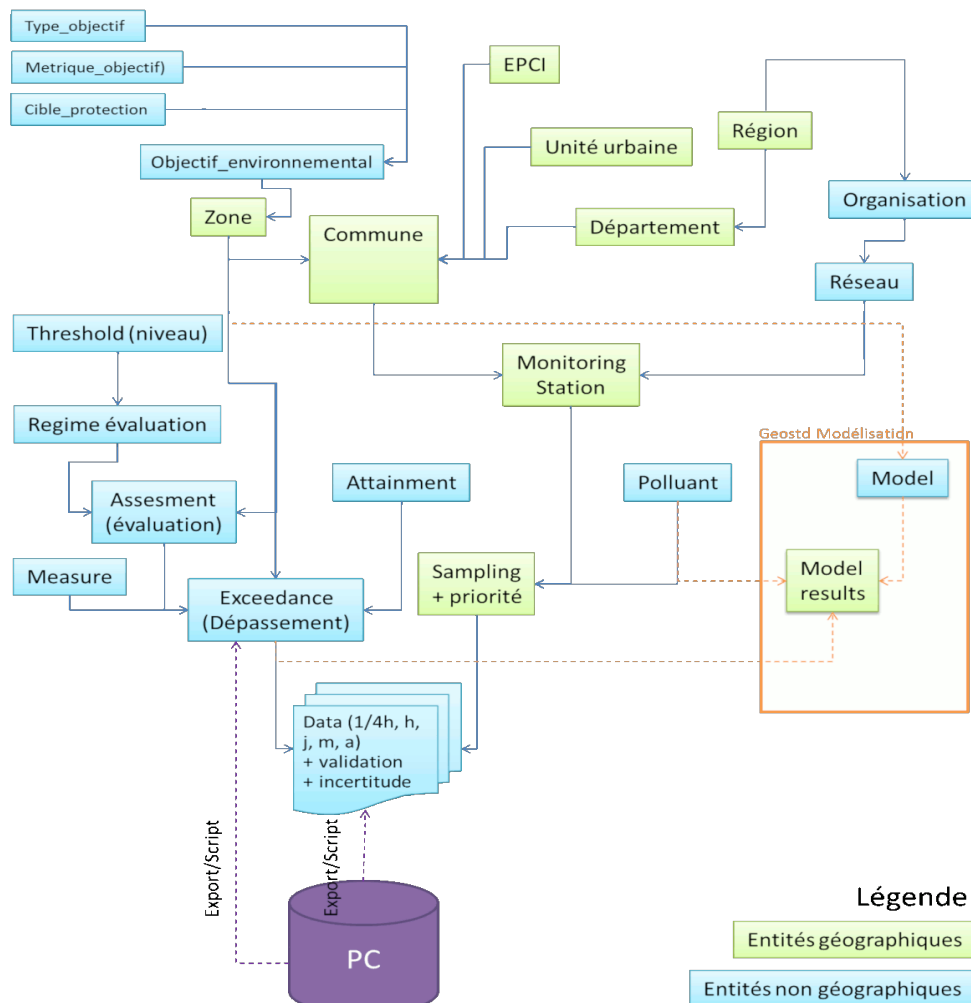 Type_objectif
Metrique_objectif)
Cible_protection
EPCI
Unité urbaine
Région
Objectif_environnemental
Organisation
Zone
Commune
Département
Réseau
Threshold (niveau)
Monitoring
Station
Regime évaluation
Geostd Modélisation
Model
Attainment
Polluant
Assesment
(évaluation)
Measure
Exceedance
(Dépassement)
Sampling
+ priorité
Model
results
Data (1/4h, h,
j, m, a)
+ validation
+ incertitude
Export/Script
Export/Script
PC
Légende
Entités géographiques
Entités non géographiques